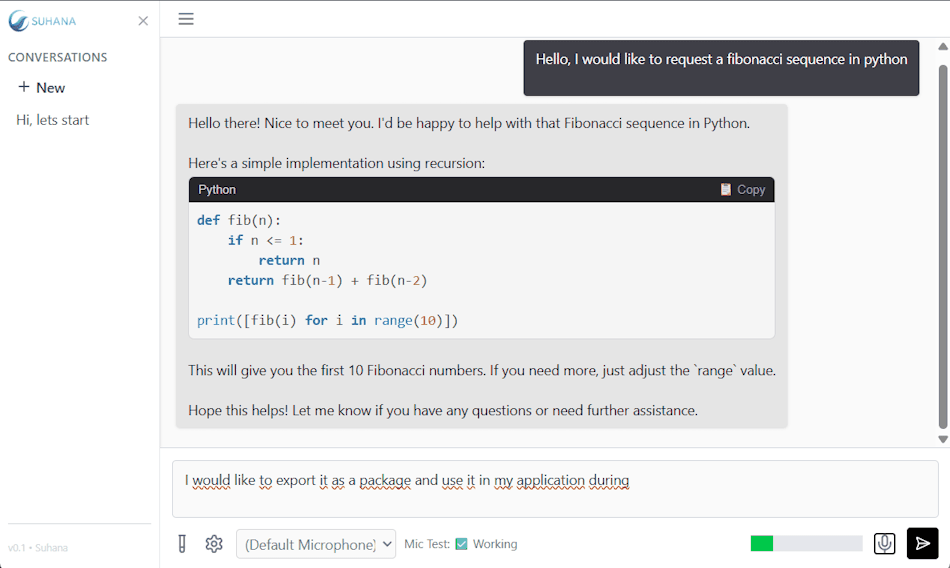 SUHANA
CONVERSATIONS
+ New
Hi, lets start
v0.1 • Suhana
Hello, I would like to request a fibonacci sequence in python
Hello there! Nice to meet you. I'd be happy to help with that Fibonacci sequence in Python.
Here's a simple implementation using recursion:
Python
Copy
def fib(n):
    if n <= 1:
        return n
    return fib(n-1) + fib(n-2)
print([fib(i) for i in range(10)])
This will give you the first 10 Fibonacci numbers. If you need more, just adjust the `range` value.
Hope this helps! Let me know if you have any questions or need further assistance.
I would like to export it as a package and use it in my application during
(Default Microphone)
Mic Test: ✅ Working